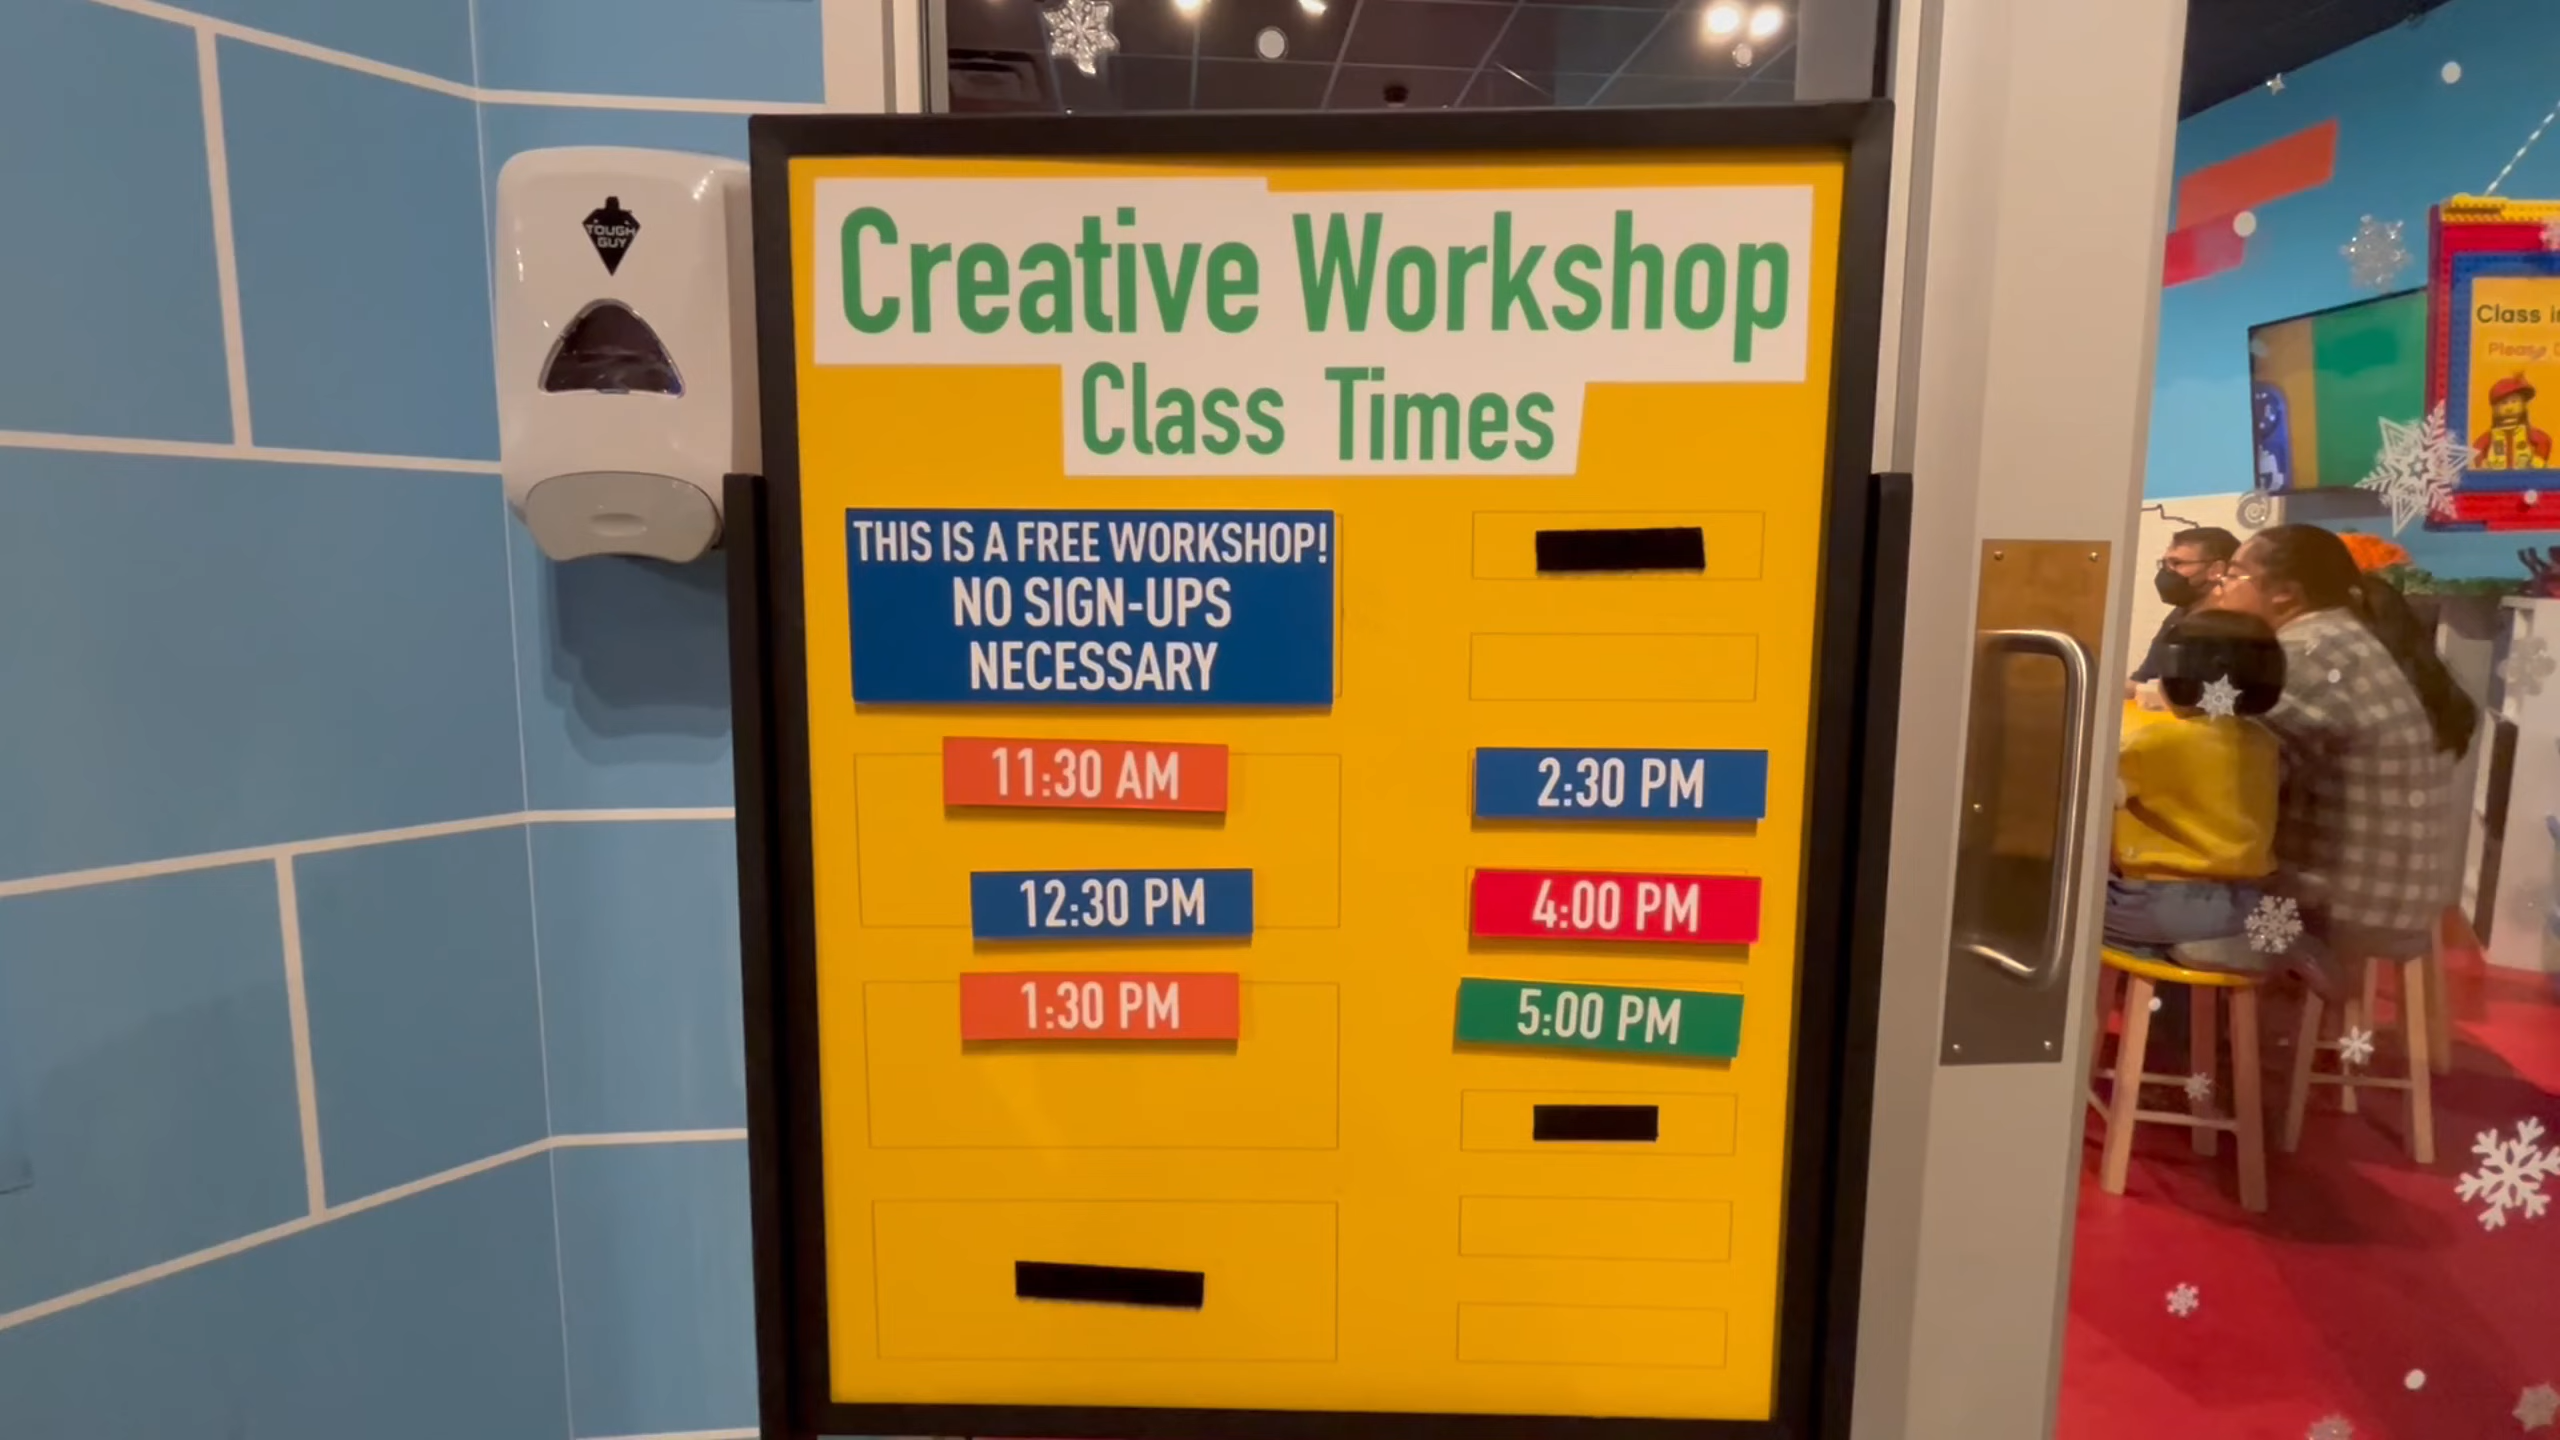 TOUGH
GUY
Creative Workshop
Class Times
THIS IS A FREE WORKSHOP!
NO SIGN-UPS
NECESSARY
11:30 AM
12:30 PM
1:30 PM
2:30 PM
4:00 PM
5:00 PM
Class
Please